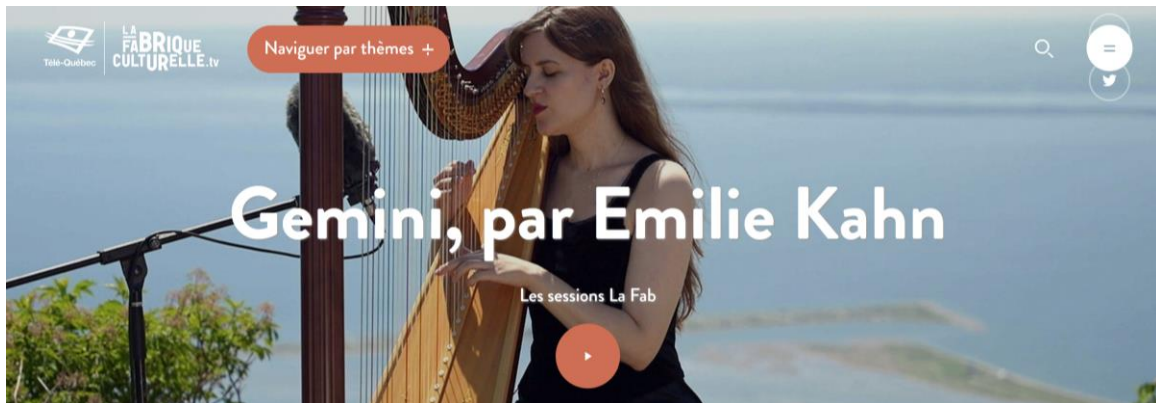 Télé-Québec
LA
FABRIQUE
CULTURELLE.tv
Naviguer par thèmes +
Gemini, par Emilie Kahn
Les sessions La Fab